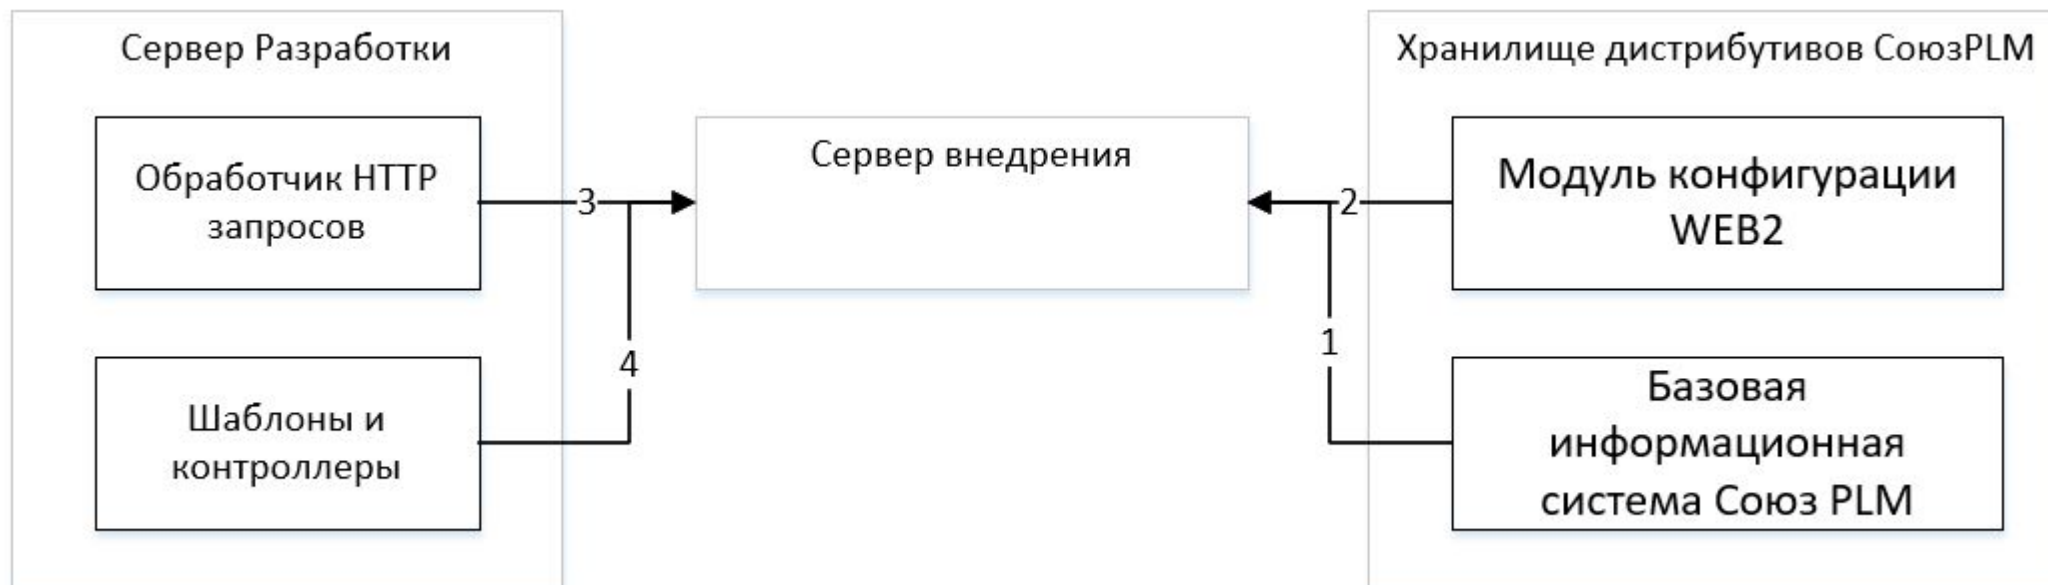 Сервер Разработки
Обработчик HTTP
запросов
Шаблоны и
контроллеры
3
4
Сервер внедрения
2
1
Хранилище дистрибутивов СоюзPLM
Модуль конфигурации
WEB2
Базовая
информационная
система Союз PLM